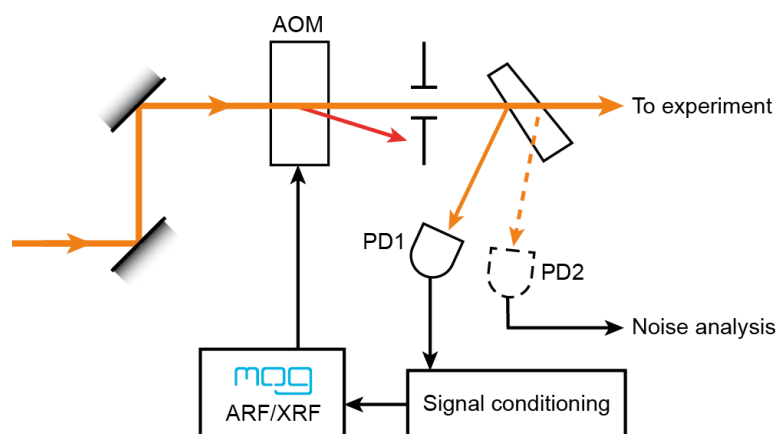 AOM
To experiment
PD1
PD2
Noise analysis
mog
ARF/XRF
Signal conditioning